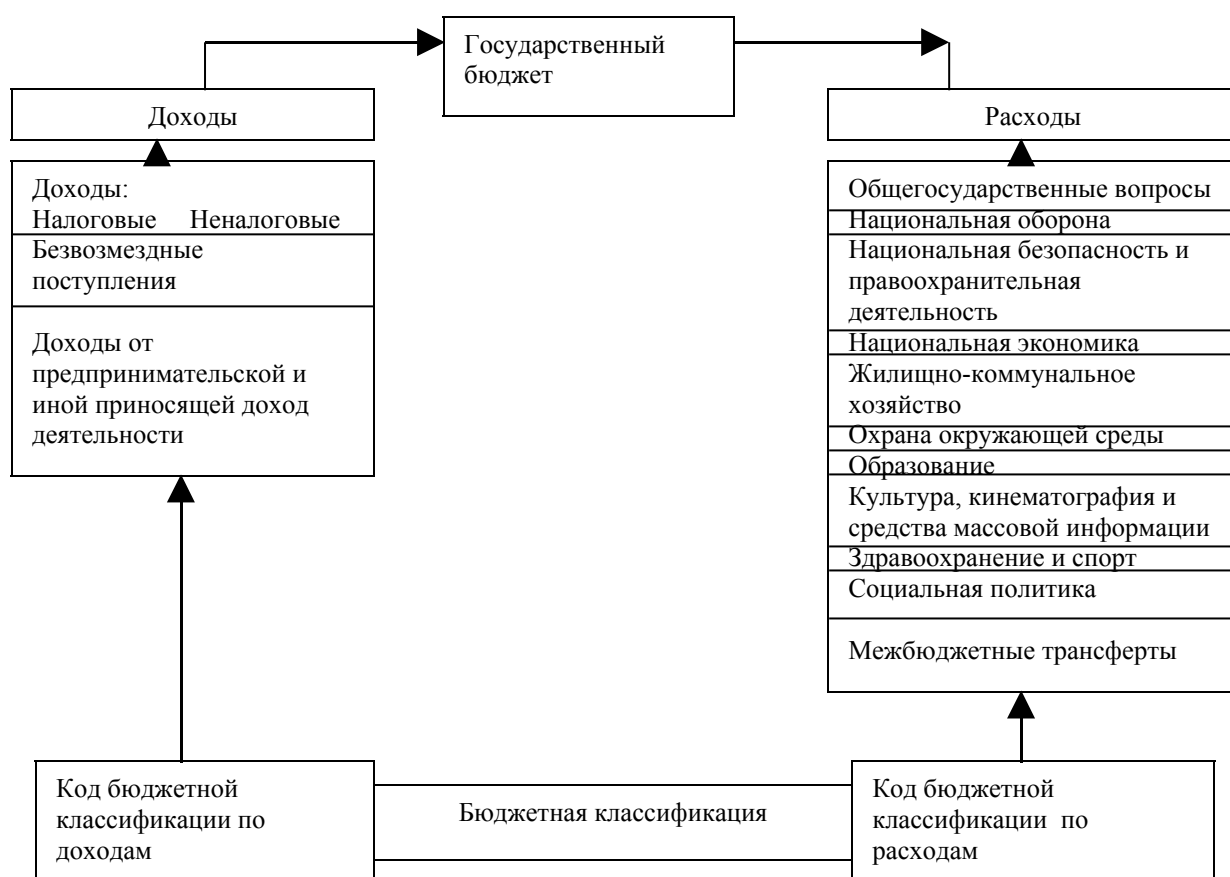 Государственный
бюджет
Доходы
Расходы
Доходы:
Налоговые Неналоговые
Безвозмездные
поступления
Доходы от
предпринимательской и
иной приносящей доход
деятельности
Общегосударственные вопросы
Национальная оборона
Национальная безопасность и
правоохранительная
деятельность
Национальная экономика
Жилищно-коммунальное
хозяйство
Охрана окружающей среды
Образование
Культура, кинематография и
средства массовой информации
Здравоохранение и спорт
Социальная политика
Межбюджетные трансферты
Код бюджетной
классификации по
доходам
Бюджетная классификация
Код бюджетной
классификации по
расходам